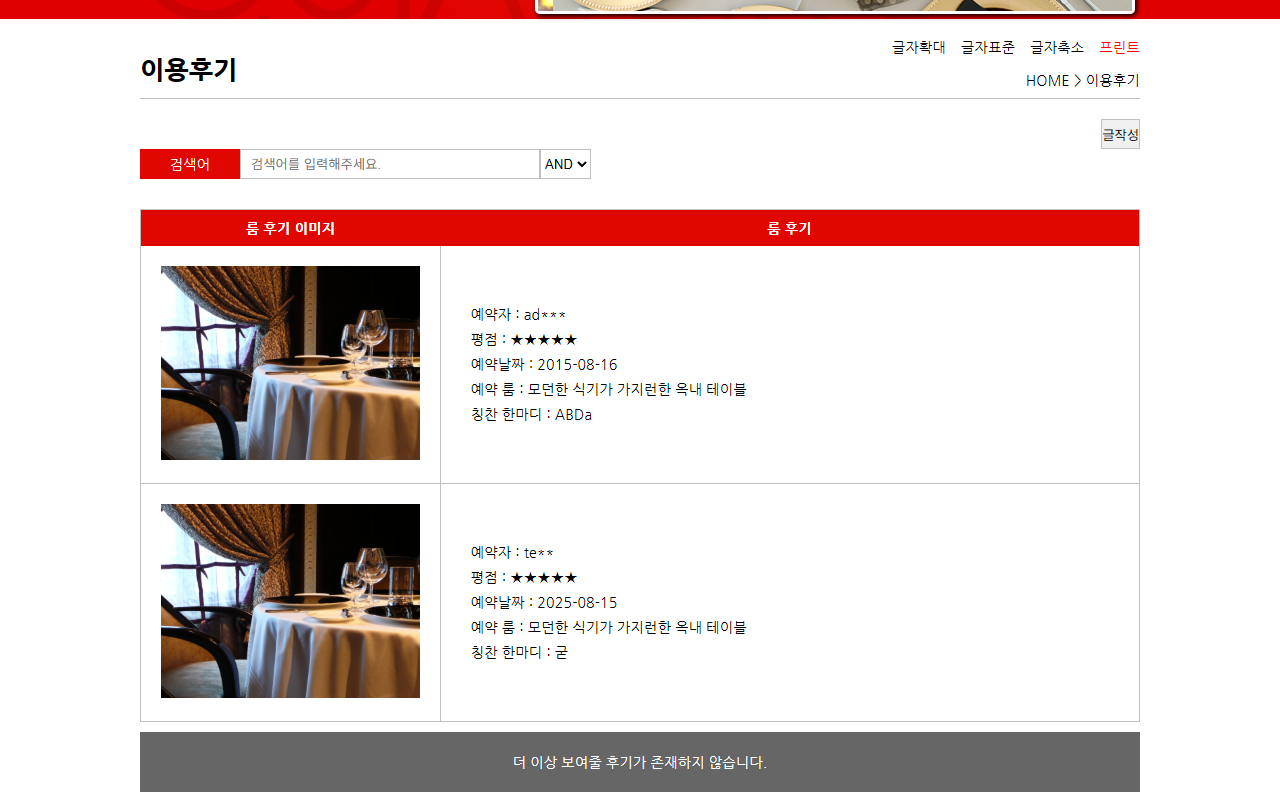 글자확대 글자표준 글자축소 프린트
이용후기
HOME > 이용후기
글작성
검색어 검색어를 입력해주세요. AND
룸 후기 이미지 룸 후기
예약자 : ad***
평점 : ★★★★★
예약날짜 : 2015-08-16
예약 룸 : 모던한 식기가 가지런한 옥내 테이블
칭찬 한마디 : ABDa
예약자 : te**
평점 : ★★★★★
예약날짜 : 2025-08-15
예약 룸 : 모던한 식기가 가지런한 옥내 테이블
칭찬 한마디 : 굳
더 이상 보여줄 후기가 존재하지 않습니다.